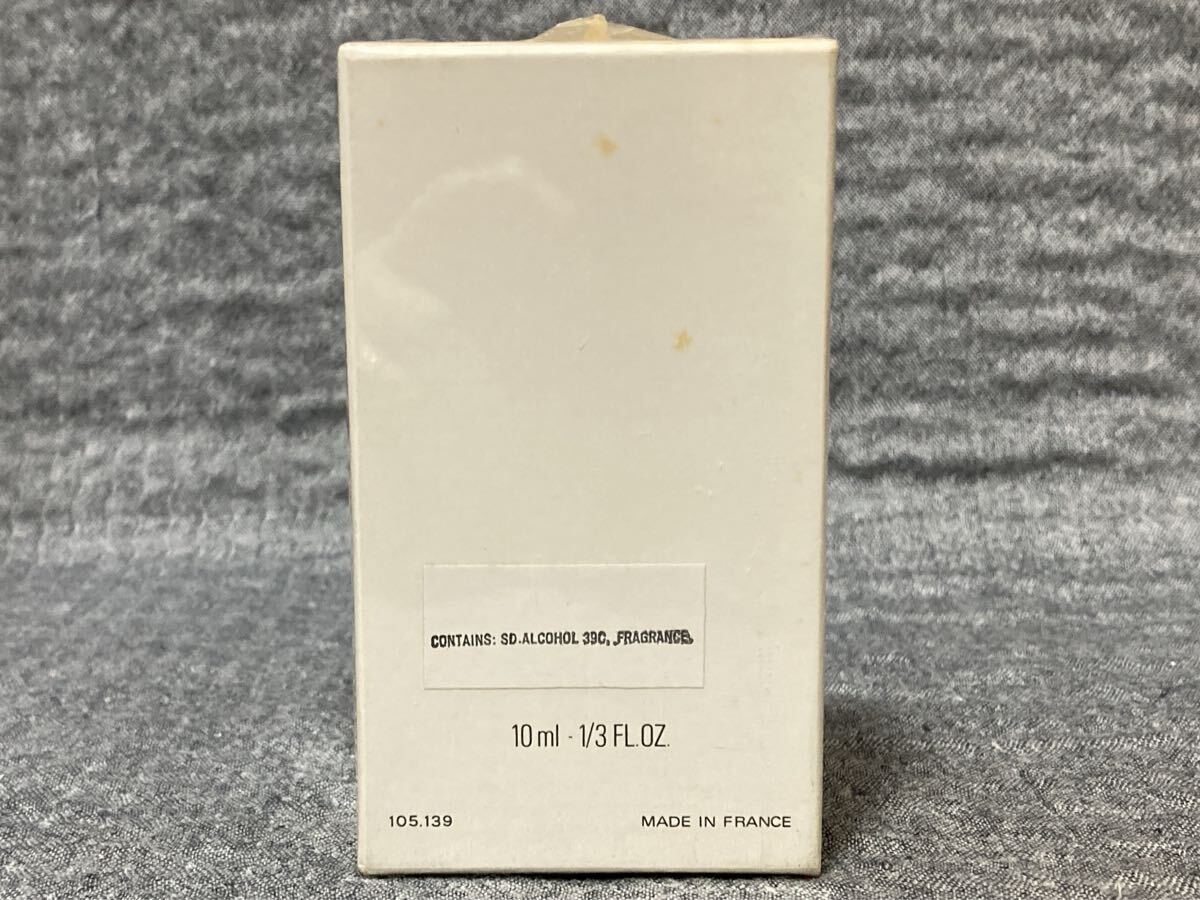 CONTAINS: SD.ALCOHOL 39C, FRAGRANCE
10 ml - 1/3 FL.OZ.
105.139 MADE IN FRANCE